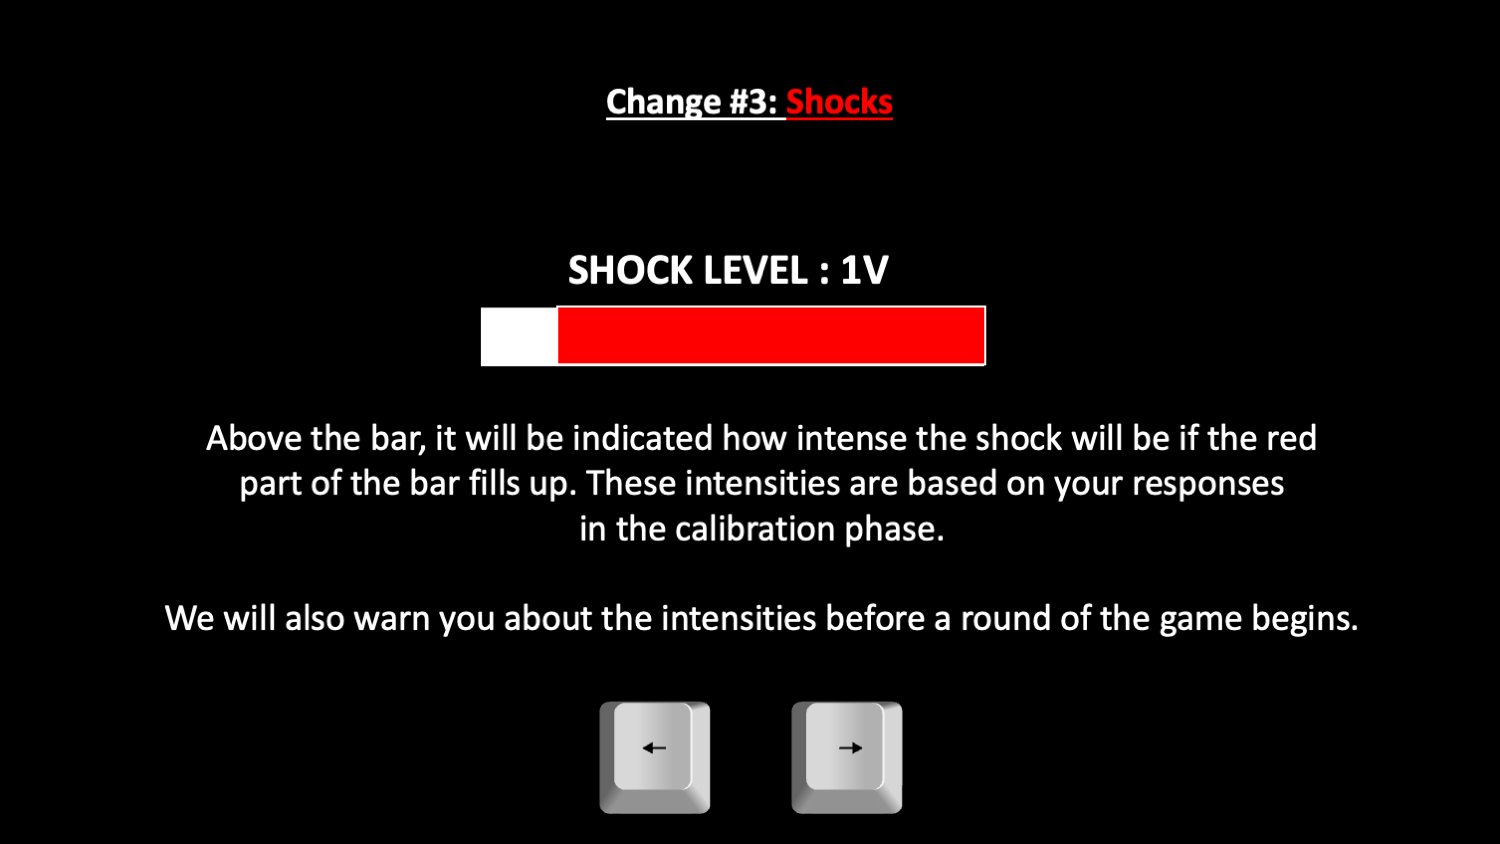 Change #3: Shocks
SHOCK LEVEL : 1V
Above the bar, it will be indicated how intense the shock will be if the red
part of the bar fills up. These intensities are based on your responses
in the calibration phase.
We will also warn you about the intensities before a round of the game begins.
← →